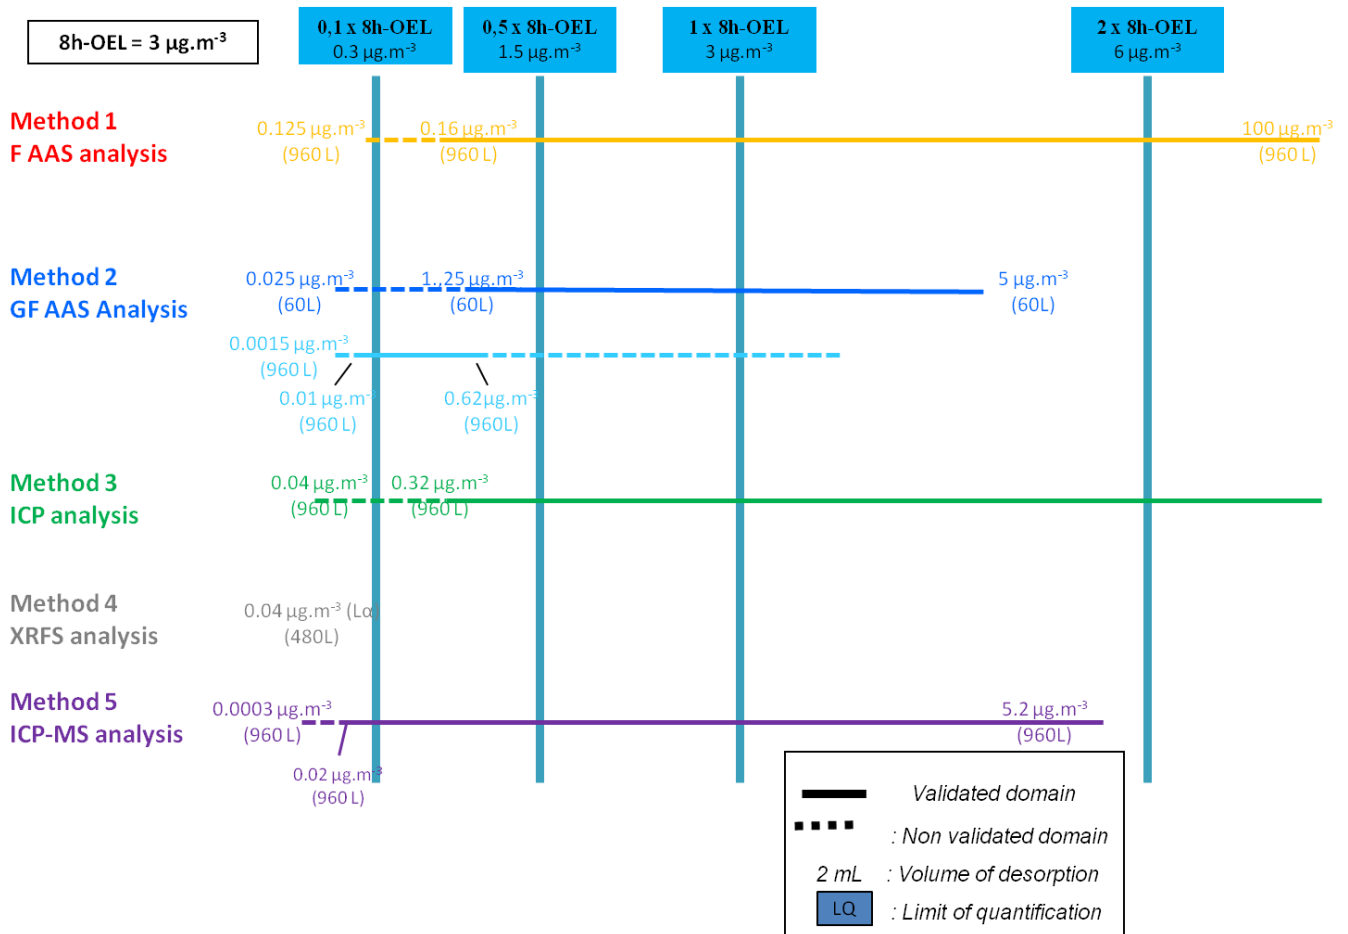 8h-OEL = 3 µg.m⁻³
0,1 x 8h-OEL
0.3 µg.m⁻³
0,5 x 8h-OEL
1.5 µg.m⁻³
1 x 8h-OEL
3 µg.m⁻³
2 x 8h-OEL
6 µg.m⁻³
Method 1
F AAS analysis
0.125 µg.m⁻³
(960 L)
0.16 µg.m⁻³
(960 L)
100 µg.m⁻³
(960 L)
Method 2
GF AAS Analysis
0.025 µg.m⁻³
(60L)
1.,25 µg.m⁻³
(60L)
5 µg.m⁻³
(60L)
0.0015 µg.m⁻³
(960 L)
0.01 µg.m⁻³
(960 L)
0.62µg.m⁻³
(960L)
Method 3
ICP analysis
0.04 µg.m⁻³
(960 L)
0.32 µg.m⁻³
(960 L)
Method 4
XRFS analysis
0.04 µg.m⁻³ (Lα)
(480L)
Method 5
ICP-MS analysis
0.0003 µg.m⁻³
(960 L)
0.02 µg.m⁻³
(960 L)
5.2 µg.m⁻³
(960L)
Validated domain
: Non validated domain
2 mL : Volume of desorption
LQ : Limit of quantification